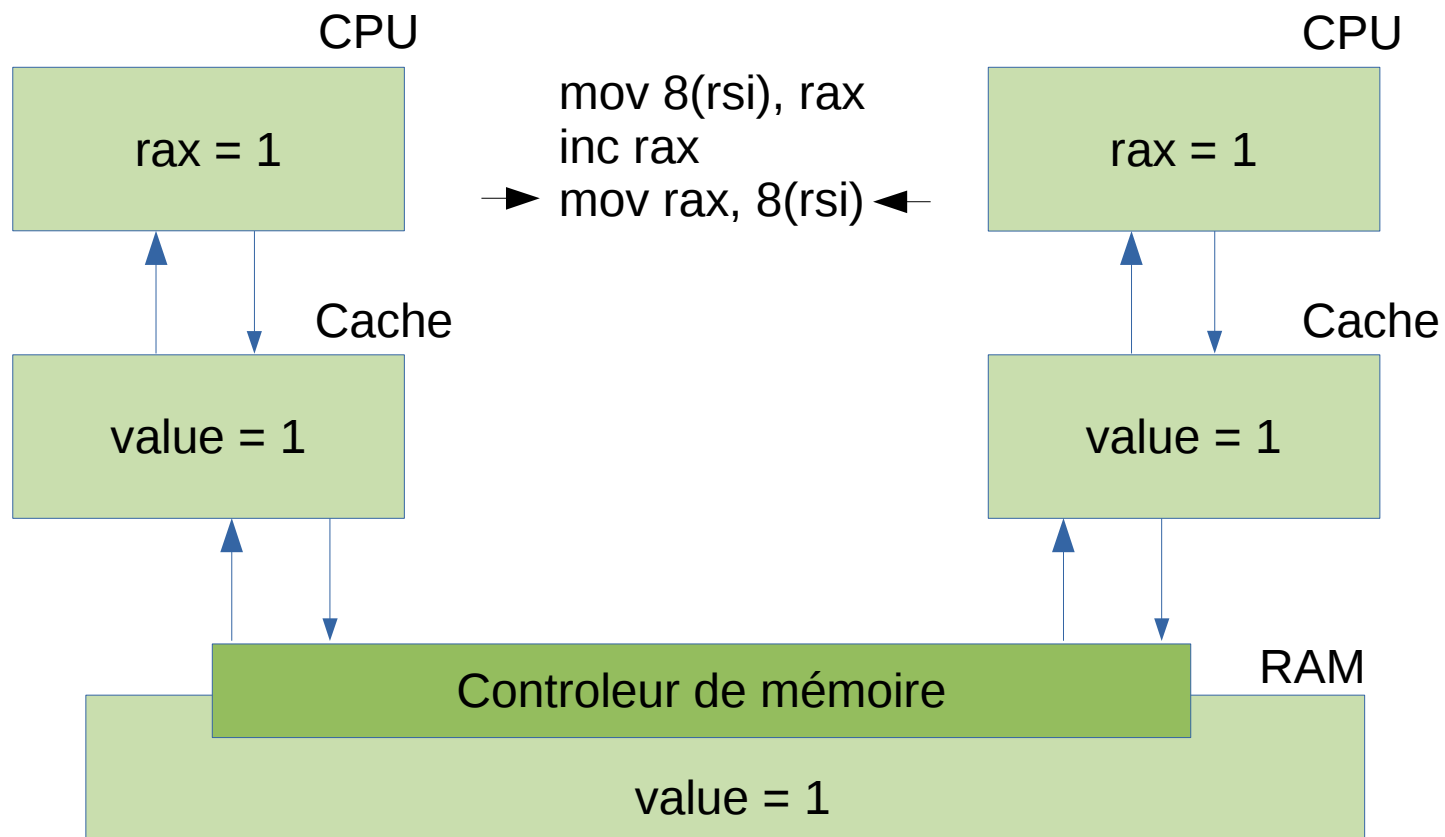 CPU
CPU
rax = 1
mov 8(rsi), rax
inc rax
mov rax, 8(rsi)
rax = 1
Cache
Cache
value = 1
value = 1
Controleur de mémoire
RAM
value = 1